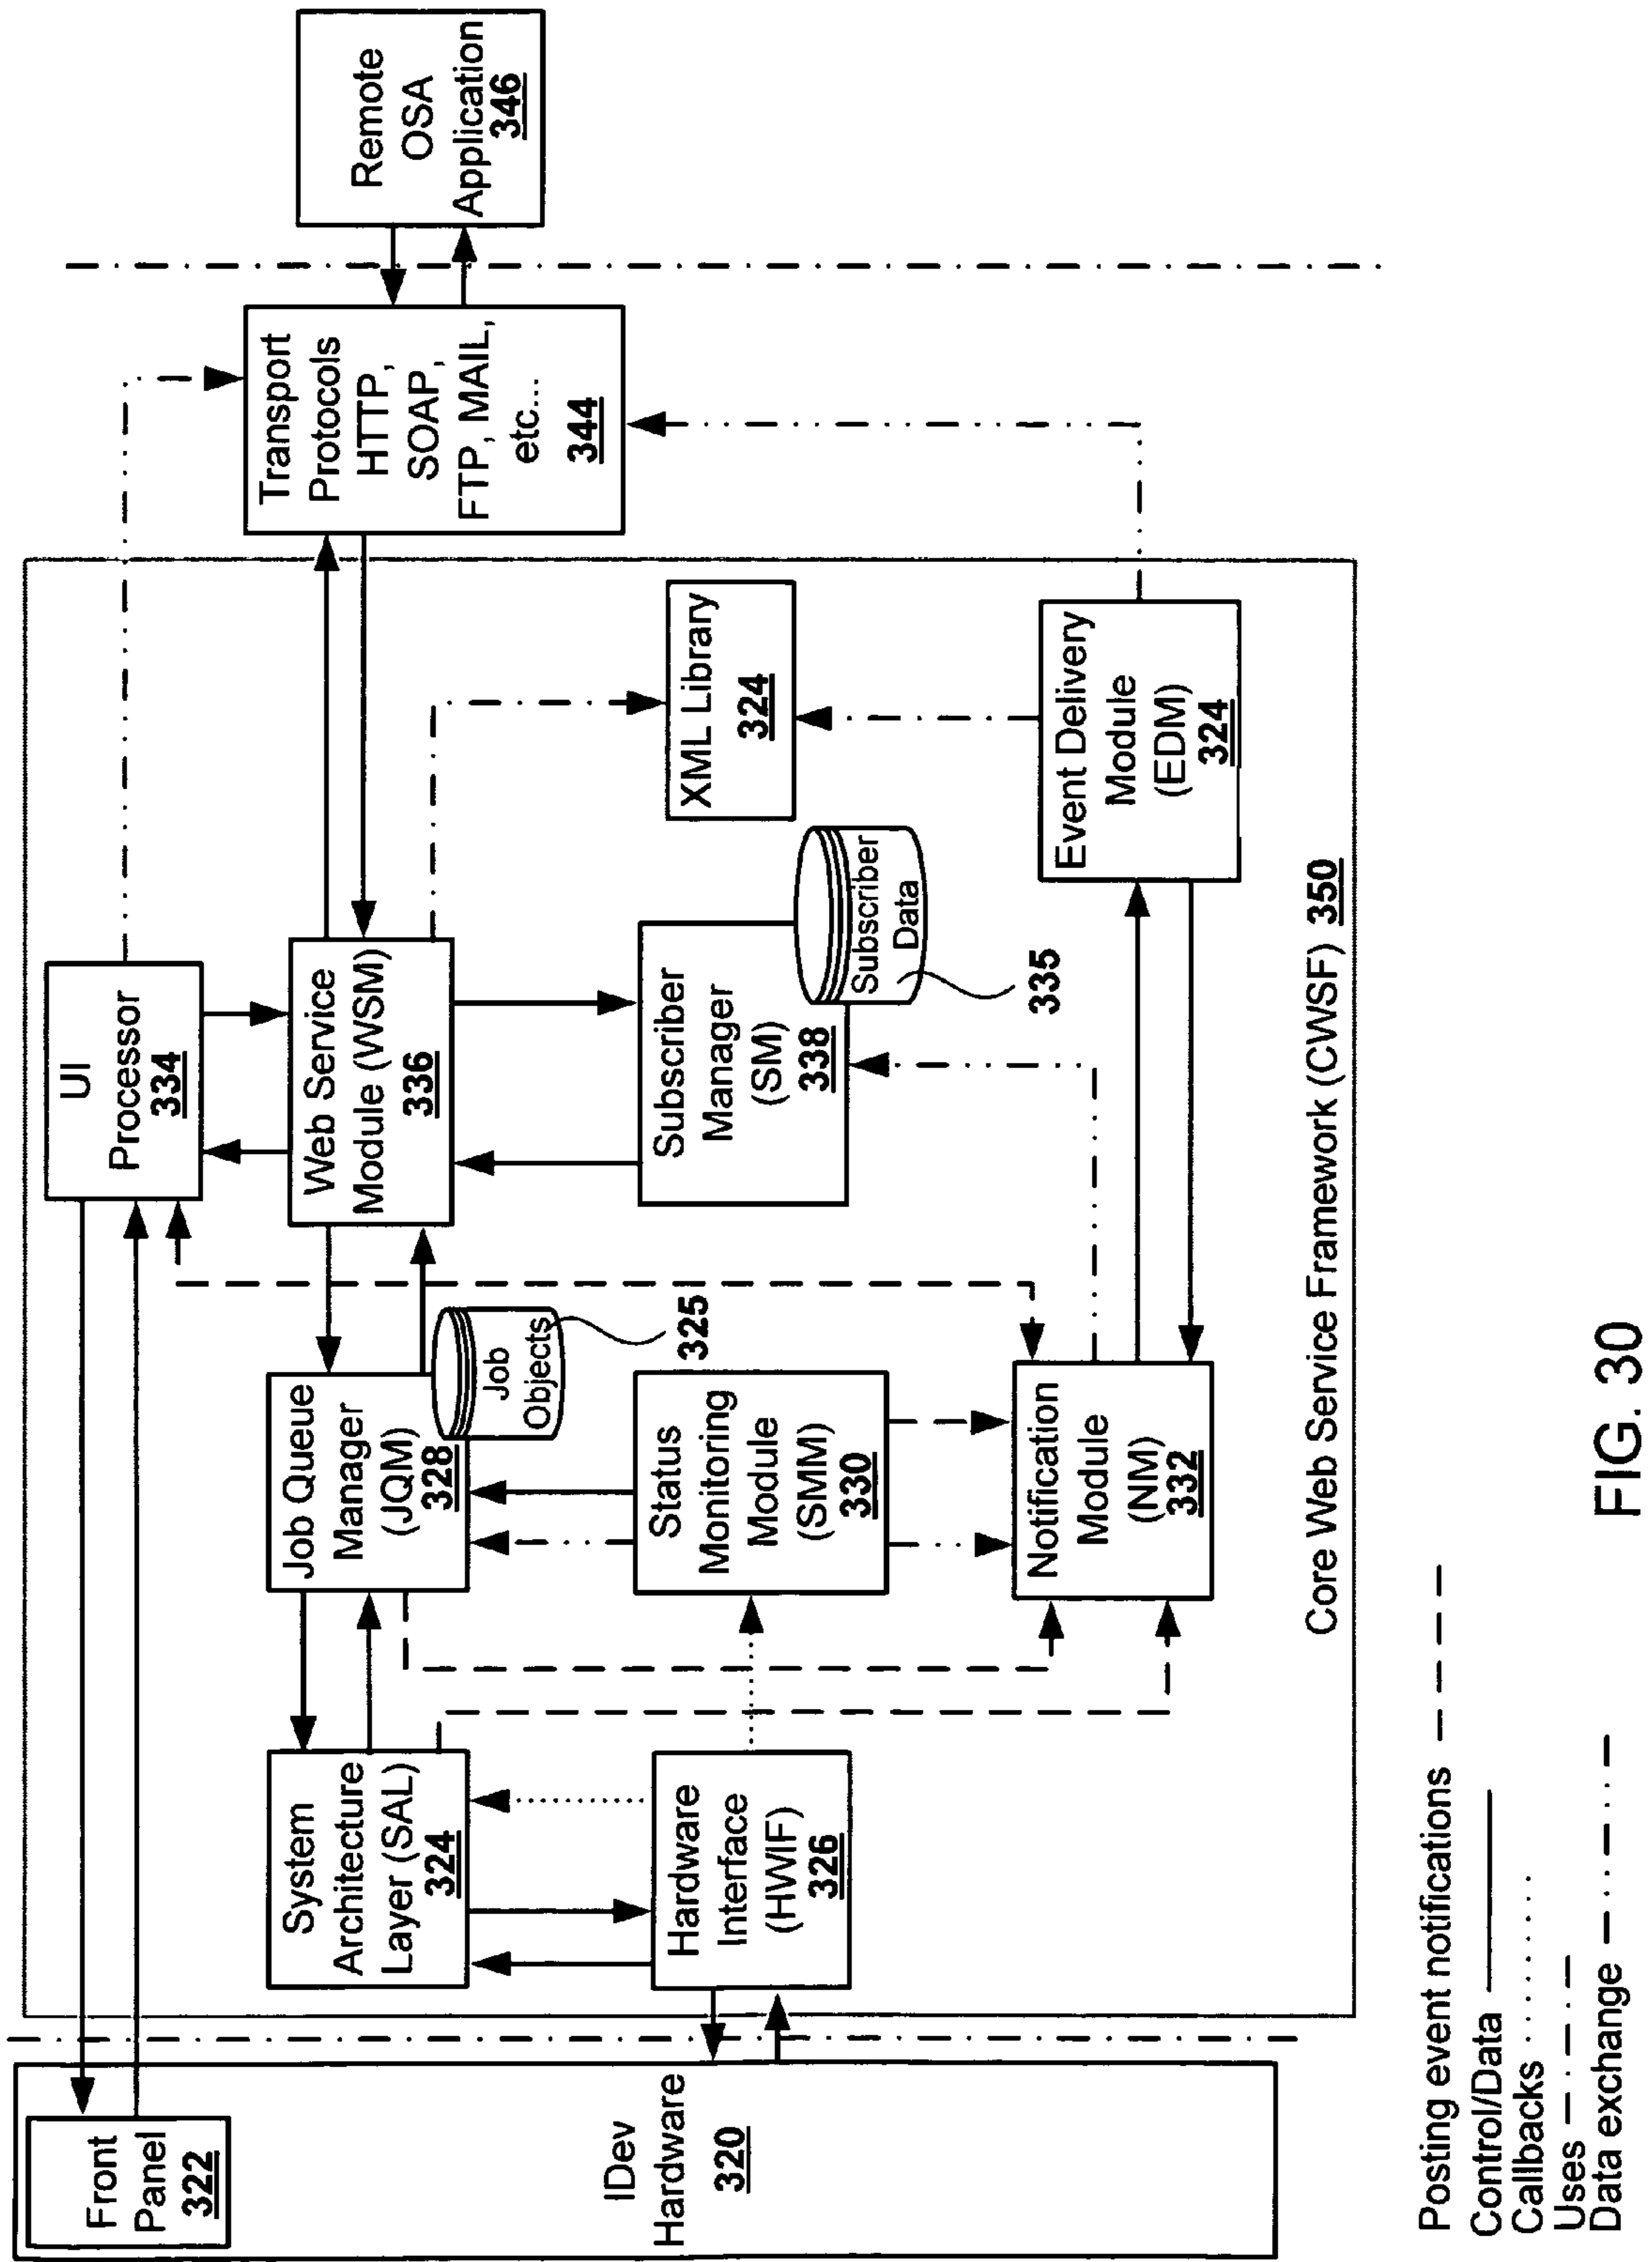 Front
Panel
322
IDev
Hardware
320
System
Architecture
Layer (SAL)
324
Hardware
Interface
(HWIF)
326
Job Queue
Manager
(JQM)
328
Job
Objects
325
Status
Monitoring
Module
(SMM)
330
Notification
Module
(NM)
332
UI
Processor
334
Web Service
Module (WSM)
336
Subscriber
Manager
(SM)
338
Subscriber
Data
335
XML Library
324
Event Delivery
Module
(EDM)
324
Transport
Protocols
HTTP,
SOAP,
FTP, MAIL,
etc...
344
Remote
OSA
Application
346
Core Web Service Framework (CWSF) 350
Posting event notifications
Control/Data
Callbacks
Uses
Data exchange
FIG. 30